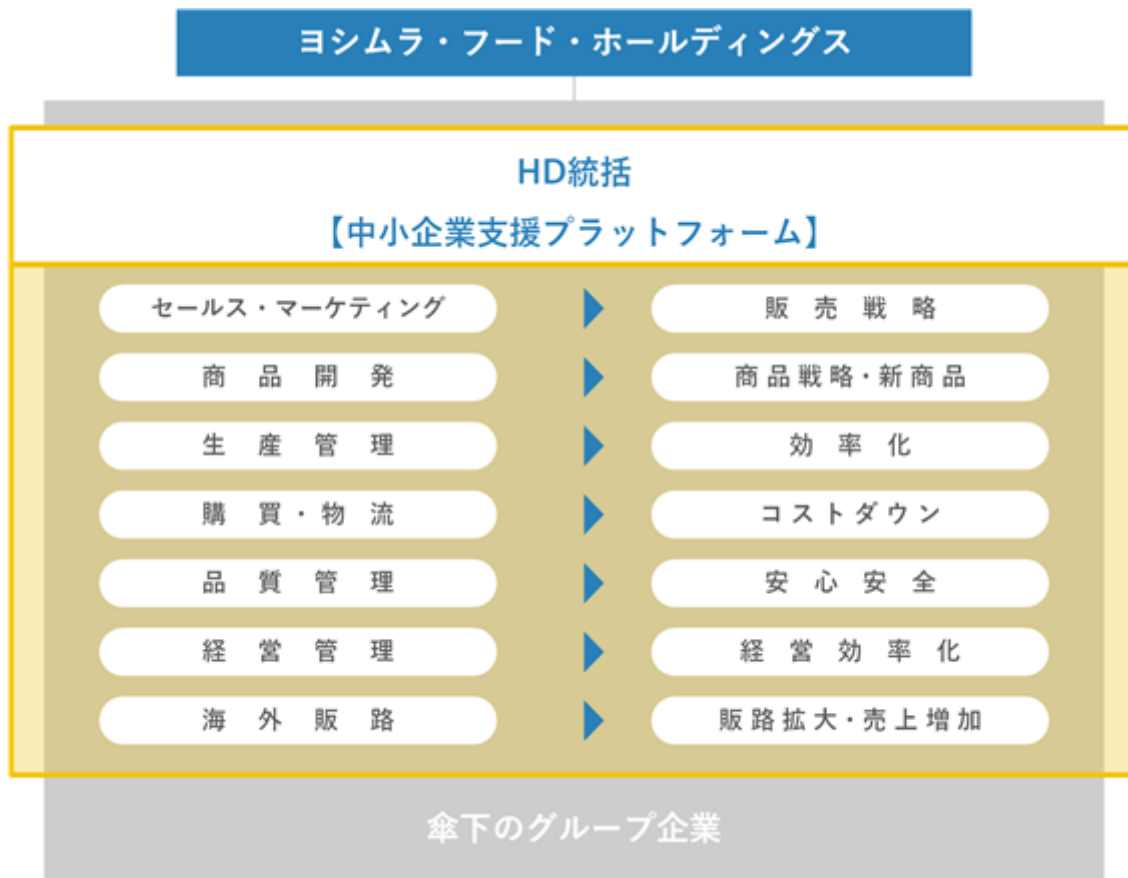 ヨシムラ・フード・ホールディングス
HD統括
【中小企業支援プラットフォーム】
セールス・マーケティング
販売戦略
商品開発
商品戦略・新商品
生産管理
効率化
購買・物流
コストダウン
品質管理
安心安全
経営管理
経営効率化
海外販路
販路拡大・売上増加
傘下のグループ企業